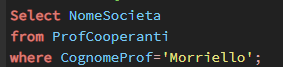 Select NomeSocieta
from ProfCooperanti
where CognomeProf='Morriello';